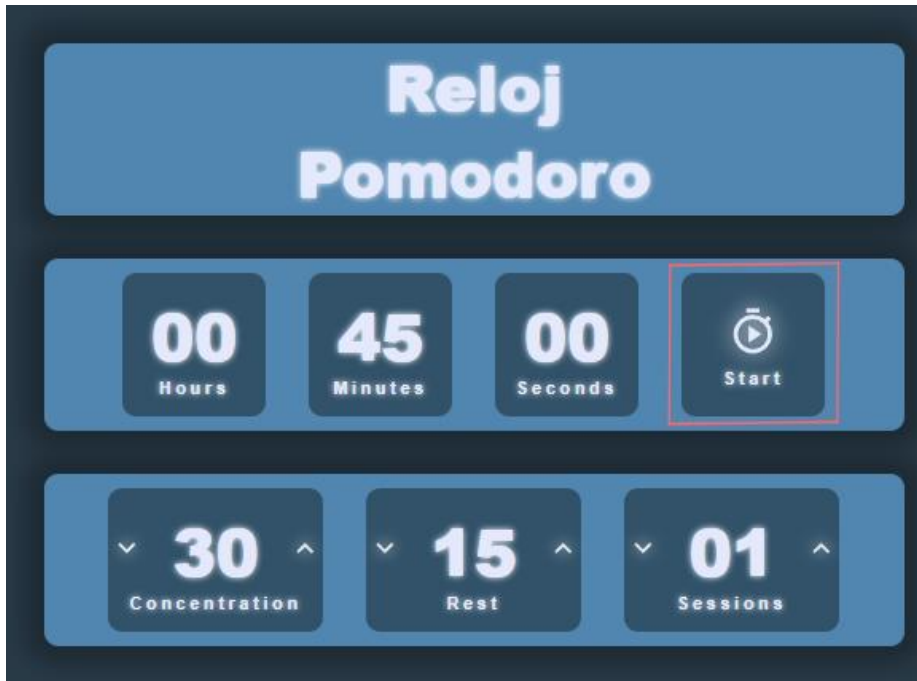 Reloj
Pomodoro
00 45 00
Hours Minutes Seconds Start
30 15 01
Concentration Rest Sessions